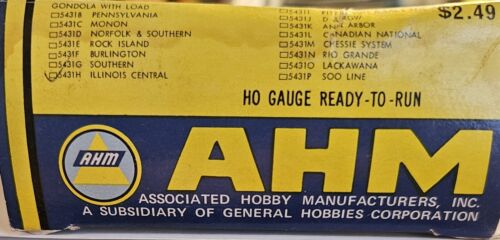 GONDOLA WITH LOAD
5431B PENNSYLVANIA
5431C MONON
5431D NORFOLK & SOUTHERN
5431E ROCK ISLAND
5431F BURLINGTON
5431G SOUTHERN
5431H ILLINOIS CENTRAL
5431J D
5431K ANN ARBOR
5431L CANADIAN NATIONAL
5431M CHESSIE SYSTEM
5431N RIO GRANDE
5431O LACKAWANA
5431P SOO LINE
$2.49
HO GAUGE READY-TO-RUN
AHM
AHM
ASSOCIATED HOBBY MANUFACTURERS, INC.
A SUBSIDIARY OF GENERAL HOBBIES CORPORATION